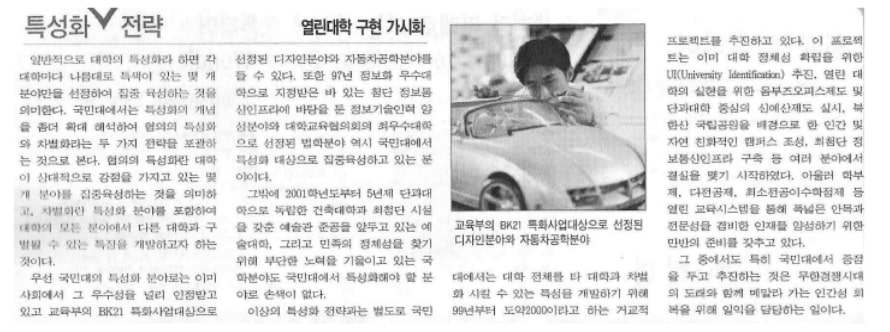 특성화 전략
열린대학 구현 가시화
일반적으로 대학의 특성화라 하면
대학마다 나름대로 특색이 있는 몇 개
분야만을 선정하여 집중 육성하는 것을
의미한다. 국민대에서는 특성화의 개념
을 좀더 확대 해석하여 협의의 특성화
와 차별화라는 두 가지 전략을 포괄하
는 것으로 본다. 협의의 특성화란 대학
이 상대적으로 강점을 가지고 있는 몇
개 분야를 집중육성하는 것을 의미하
고, 차별화란 특성화 분야를 포함하여
대학의 모든 분야에서 다른 대학과 구
별될 수 있는 특징을 개발하고자 하는
것이다.
우선 국민대의 특성화 분야로는 이미
사회에서 그 우수성을 널리 인정받고
있고 교육부의 BK21 특화사업대상으로
선정된 디자인분야와 자동차공학분야를
들 수 있다. 또한 97년 정보화 우수대
학으로 지정받은 바 있는 첨단 정보통
신인프라에 바탕을 둔 정보기술인력 양
성분야와 대학교육협의회의 최우수대학
으로 선정된 법학분야 역시 국민대에서
특성화 대상으로 집중육성하고 있는 분
야이다.
그밖에 2001학년도부터 5년제 단과대
학으로 독립한 건축대학과 최첨단 시설
을 갖춘 예술관 준공을 앞두고 있는 예
술대학, 그리고 민족의 정체성을 찾기
위해 부단한 노력을 기울이고 있는 국
학분야도 국민대에서 특성화해야 할 분
야로 손색이 없다.
이상의 특성화 전략과는 별도로 국민
교육부의 BK21 특화사업대상으로 선정된
디자인분야와 자동차공학분야
대에서는 대학 전체를 타 대학과 차별
화 시킬 수 있는 특성을 개발하기 위해
99년부터 도약2000이라고 하는 거교적
프로젝트를 추진하고 있다. 이 프로젝
트는 이미 대학 정체성 확립을 위한
UI(University Identification) 추진, 열린 대
학의 실현을 위한 옴부즈오피스제도 및
단과대학 중심의 신예산제도 실시, 북
한산 국립공원을 배경으로 한 인간 및
자연 친화적인 캠퍼스 조성, 최첨단 정
보통신인프라 구축 등 여러 분야에서
결실을 맺기 시작하였다. 아울러 학부
제, 다전공제, 최소전공이수학점제 등
열린 교육시스템을 통해 폭넓은 안목과
전문성을 겸비한 인재를 양성하기 위한
만반의 준비를 갖추고 있다.
그 중에서도 특히 국민대에서 중점
을 두고 추진하는 것은 무한경쟁시대
의 도래와 함께 메말라 가는 인간성 회
복을 위해 일익을 담당하는 일이다.